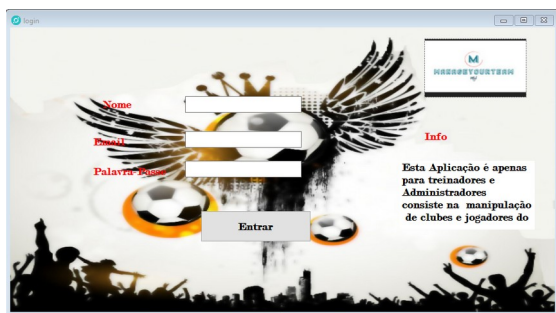 login
M
MANAGEYOURTEAM
Nome
Email
Palavra-Passe
Entrar
Info
Esta Aplicação é apenas
para treinadores e
Administradores
consiste na manipulação
de clubes e jogadores do